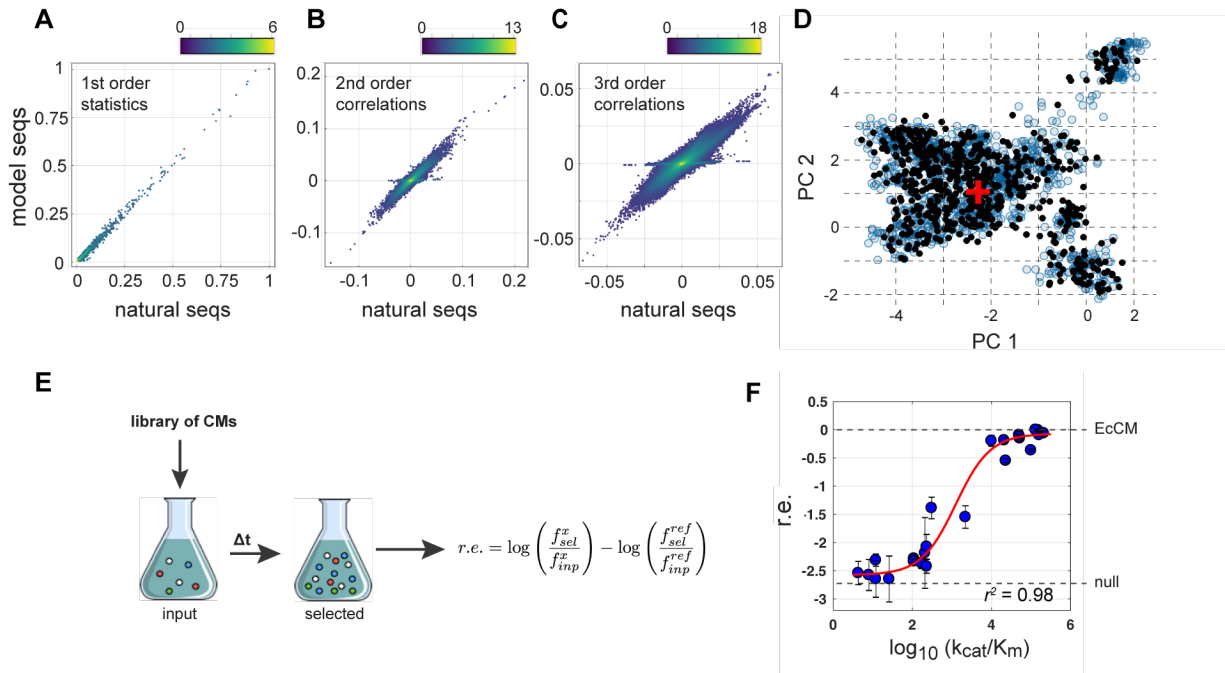 A
0 6
1st order
statistics
1
0.75
0.5
0.25
0
0 0.25 0.5 0.75 1
model seqs
natural seqs
B
0 13
2nd order
correlations
0.2
0.1
0
-0.1
-0.1 0 0.1 0.2
natural seqs
C
0 18
3rd order
correlations
0.05
0
-0.05
-0.05 0 0.05
natural seqs
D
PC 2
4
2
0
-2
-4 -2 0 2
PC 1
E
library of CMs
Δt
input
selected
r.e. = log(f^x_sel / f^x_inp) − log(f^ref_sel / f^ref_inp)
F
r.e.
0.5
0
-0.5
-1
-1.5
-2
-2.5
-3
EcCM
null
r² = 0.98
0 2 4 6
log₁₀ (k_cat/K_m)